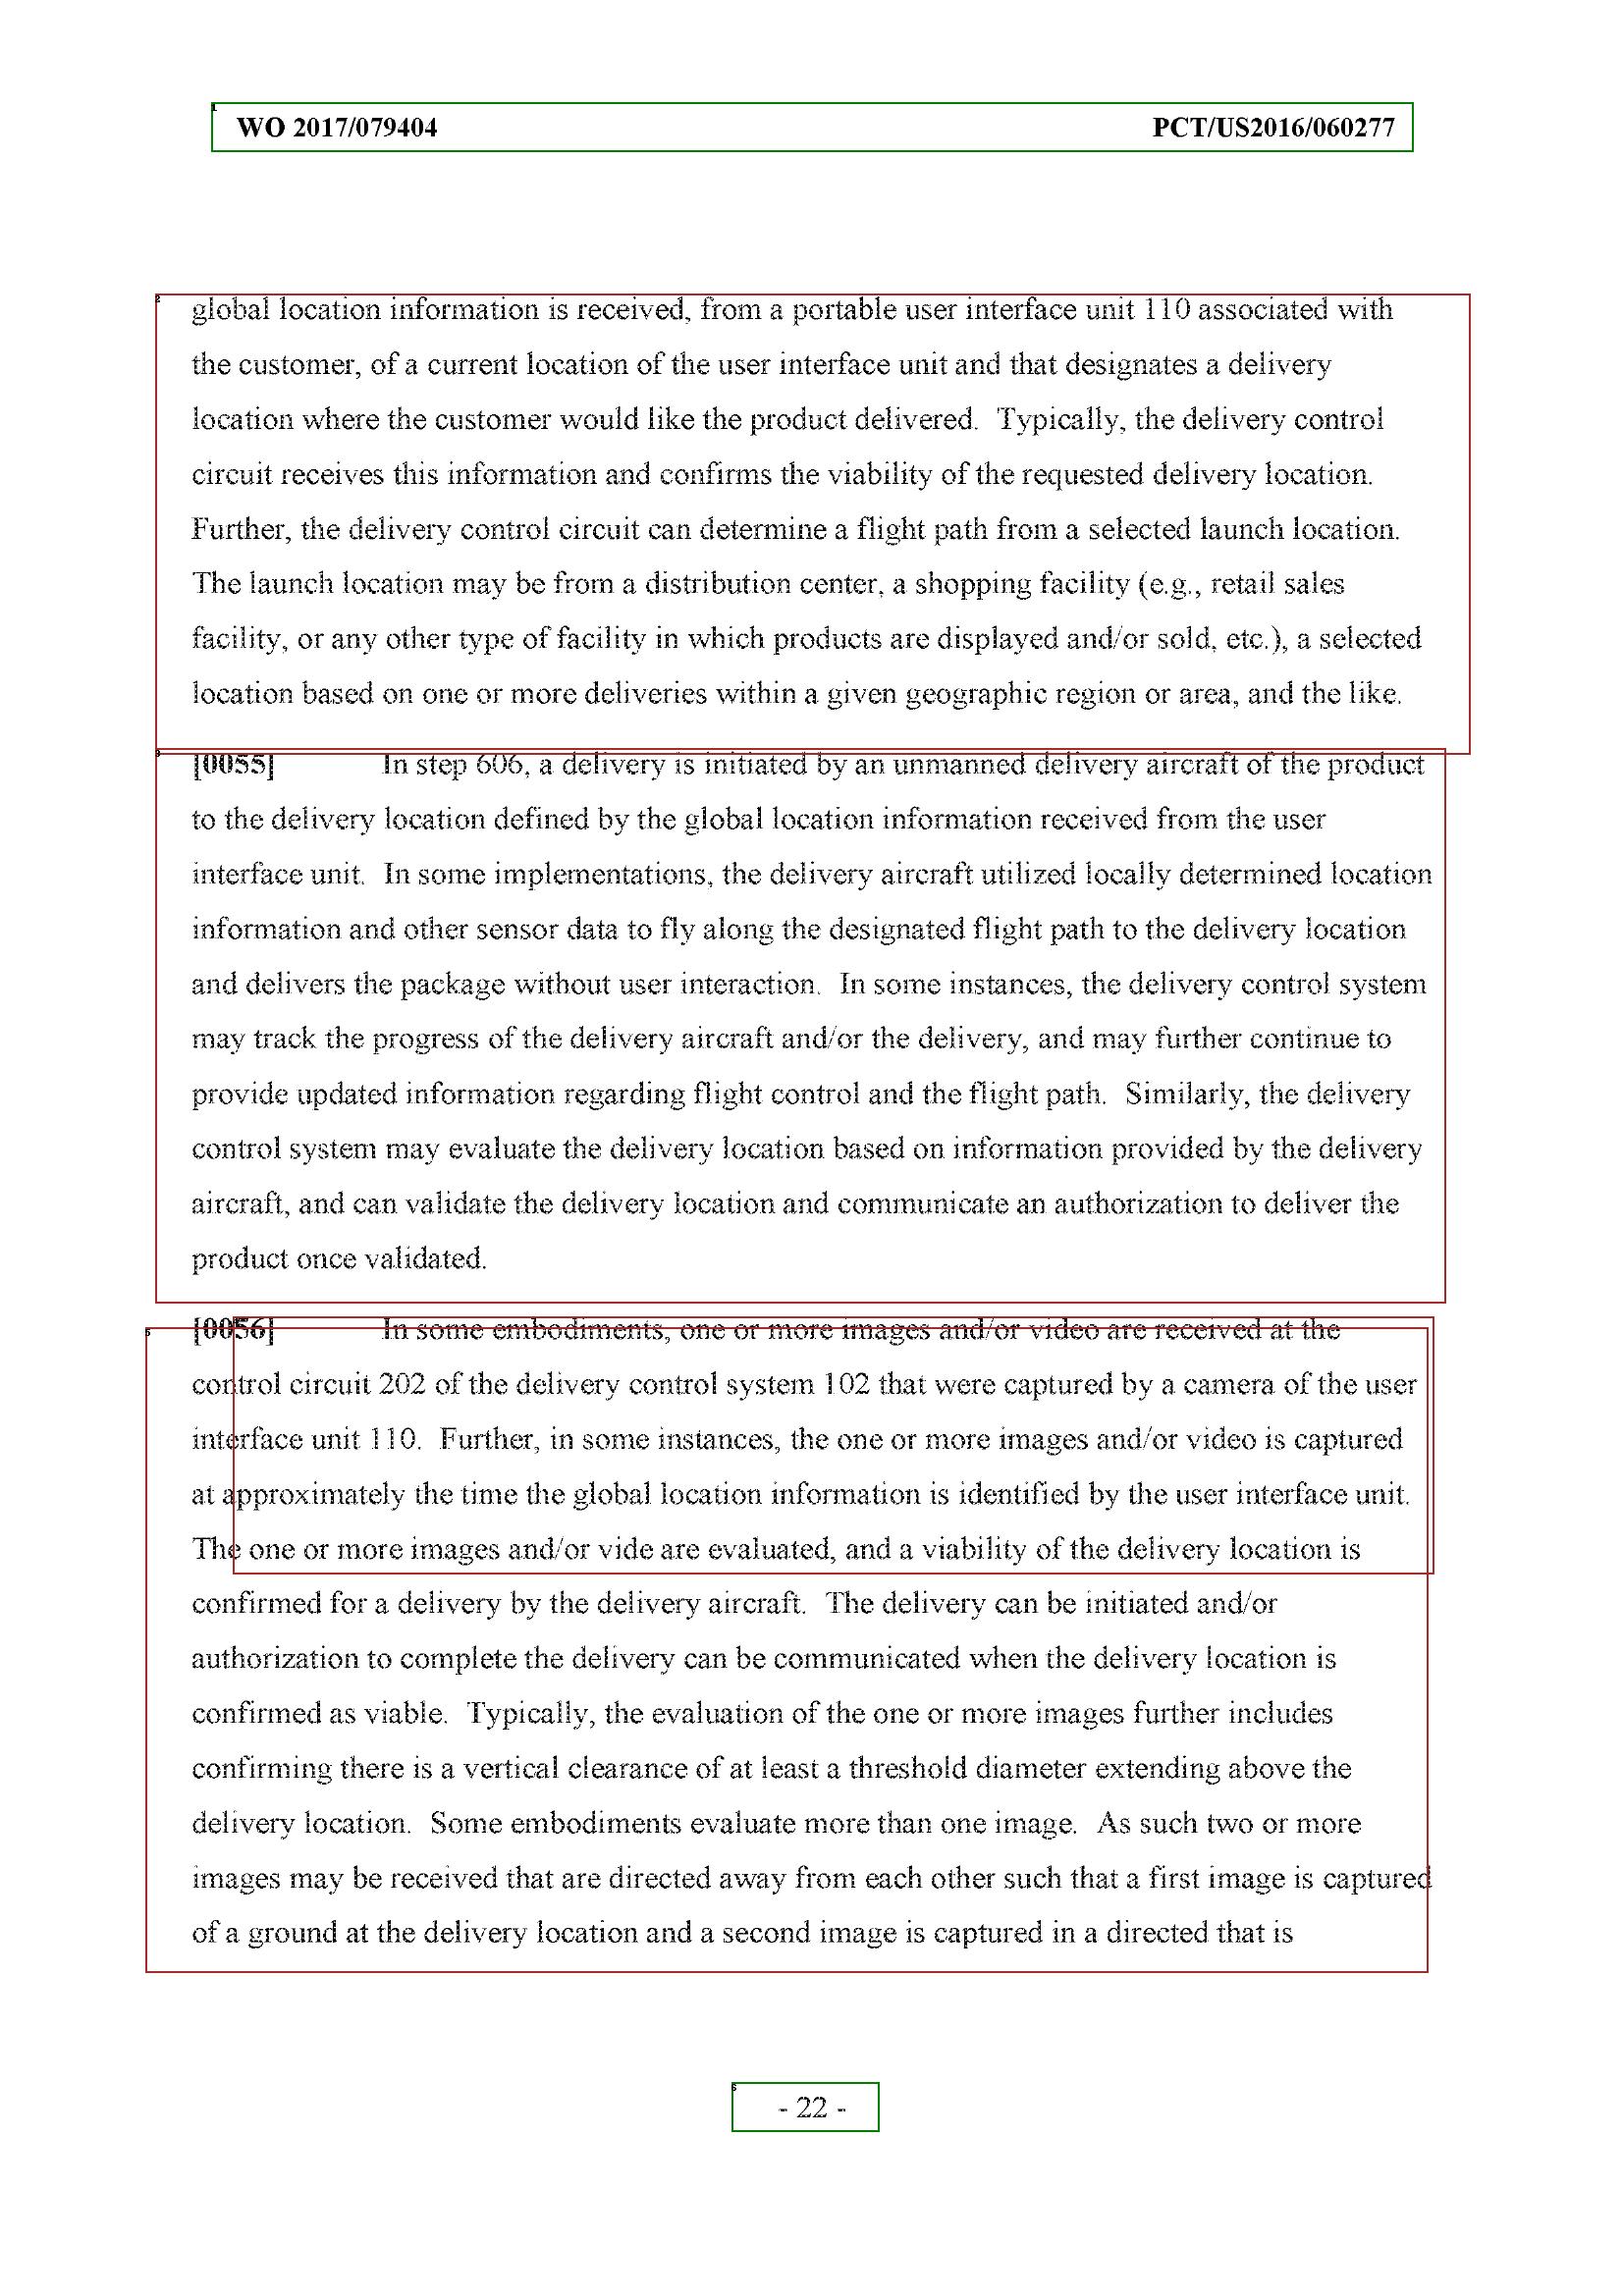 WO 2017/079404 PCT/US2016/060277
global location information is received, from a portable user interface unit 110 associated with
the customer, of a current location of the user interface unit and that designates a delivery
location where the customer would like the product delivered.  Typically, the delivery control
circuit receives this information and confirms the viability of the requested delivery location.
Further, the delivery control circuit can determine a flight path from a selected launch location.
The launch location may be from a distribution center, a shopping facility (e.g., retail sales
facility, or any other type of facility in which products are displayed and/or sold, etc.), a selected
location based on one or more deliveries within a given geographic region or area, and the like.
[0055] In step 606, a delivery is initiated by an unmanned delivery aircraft of the product
to the delivery location defined by the global location information received from the user
interface unit.  In some implementations, the delivery aircraft utilized locally determined location
information and other sensor data to fly along the designated flight path to the delivery location
and delivers the package without user interaction.  In some instances, the delivery control system
may track the progress of the delivery aircraft and/or the delivery, and may further continue to
provide updated information regarding flight control and the flight path.  Similarly, the delivery
control system may evaluate the delivery location based on information provided by the delivery
aircraft, and can validate the delivery location and communicate an authorization to deliver the
product once validated.
[0056] In some embodiments, one or more images and/or video are received at the
control circuit 202 of the delivery control system 102 that were captured by a camera of the user
interface unit 110.  Further, in some instances, the one or more images and/or video is captured
at approximately the time the global location information is identified by the user interface unit.
The one or more images and/or vide are evaluated, and a viability of the delivery location is
confirmed for a delivery by the delivery aircraft.  The delivery can be initiated and/or
authorization to complete the delivery can be communicated when the delivery location is
confirmed as viable.  Typically, the evaluation of the one or more images further includes
confirming there is a vertical clearance of at least a threshold diameter extending above the
delivery location.  Some embodiments evaluate more than one image.  As such two or more
images may be received that are directed away from each other such that a first image is captured
of a ground at the delivery location and a second image is captured in a directed that is
- 22 -